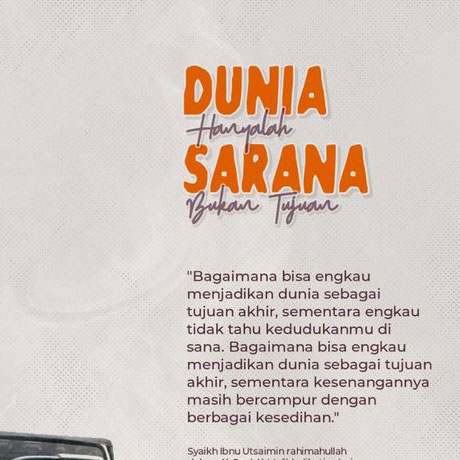 DUNIA
Hanyalah
SARANA
Bukan Tujuan
"Bagaimana bisa engkau
menjadikan dunia sebagai
tujuan akhir, sementara engkau
tidak tahu kedudukanmu di
sana. Bagaimana bisa engkau
menjadikan dunia sebagai tujuan
akhir, sementara kesenangannya
masih bercampur dengan
berbagai kesedihan."
Syaikh Ibnu Utsaimin rahimahullah